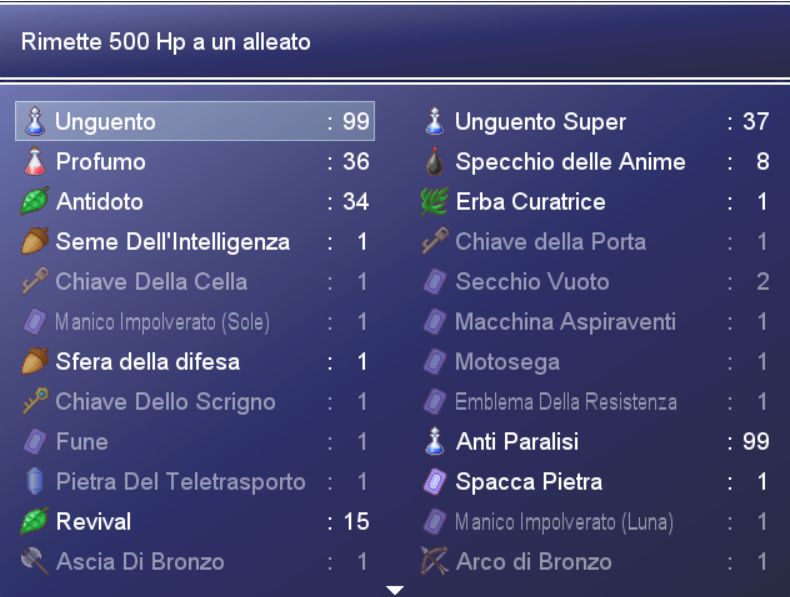 Rimette 500 Hp a un alleato
Unguento : 99 Unguento Super : 37
Profumo : 36 Specchio delle Anime : 8
Antidoto : 34 Erba Curatrice : 1
Seme Dell'Intelligenza : 1 Chiave della Porta : 1
Chiave Della Cella : 1 Secchio Vuoto : 2
Manico Impolverato (Sole) : 1 Macchina Aspiraventi : 1
Sfera della difesa : 1 Motosega : 1
Chiave Dello Scrigno : 1 Emblema Della Resistenza : 1
Fune : 1 Anti Paralisi : 99
Pietra Del Teletrasporto : 1 Spacca Pietra : 1
Revival : 15 Manico Impolverato (Luna) : 1
Ascia Di Bronzo : 1 Arco di Bronzo : 1